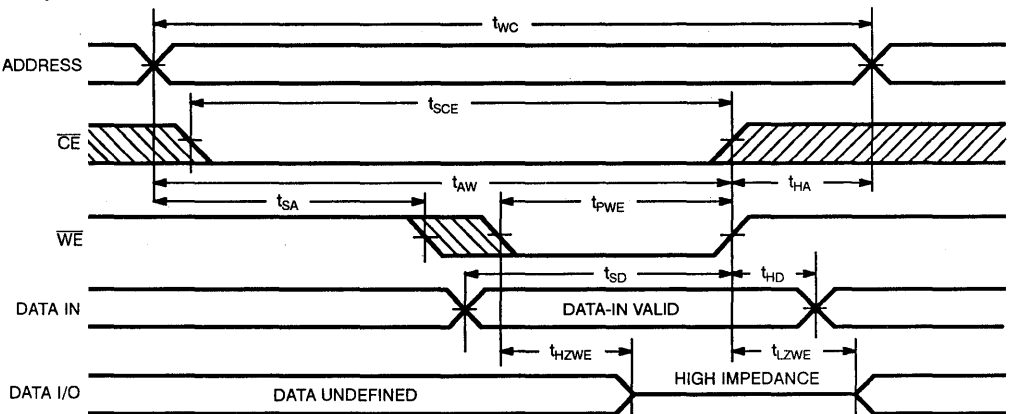 tWC
ADDRESS
tSCE
CE
tAW
tHA
tSA
tPWE
WE
tSD
tHD
DATA IN
DATA-IN VALID
tHZWE
tLZWE
HIGH IMPEDANCE
DATA I/O
DATA UNDEFINED